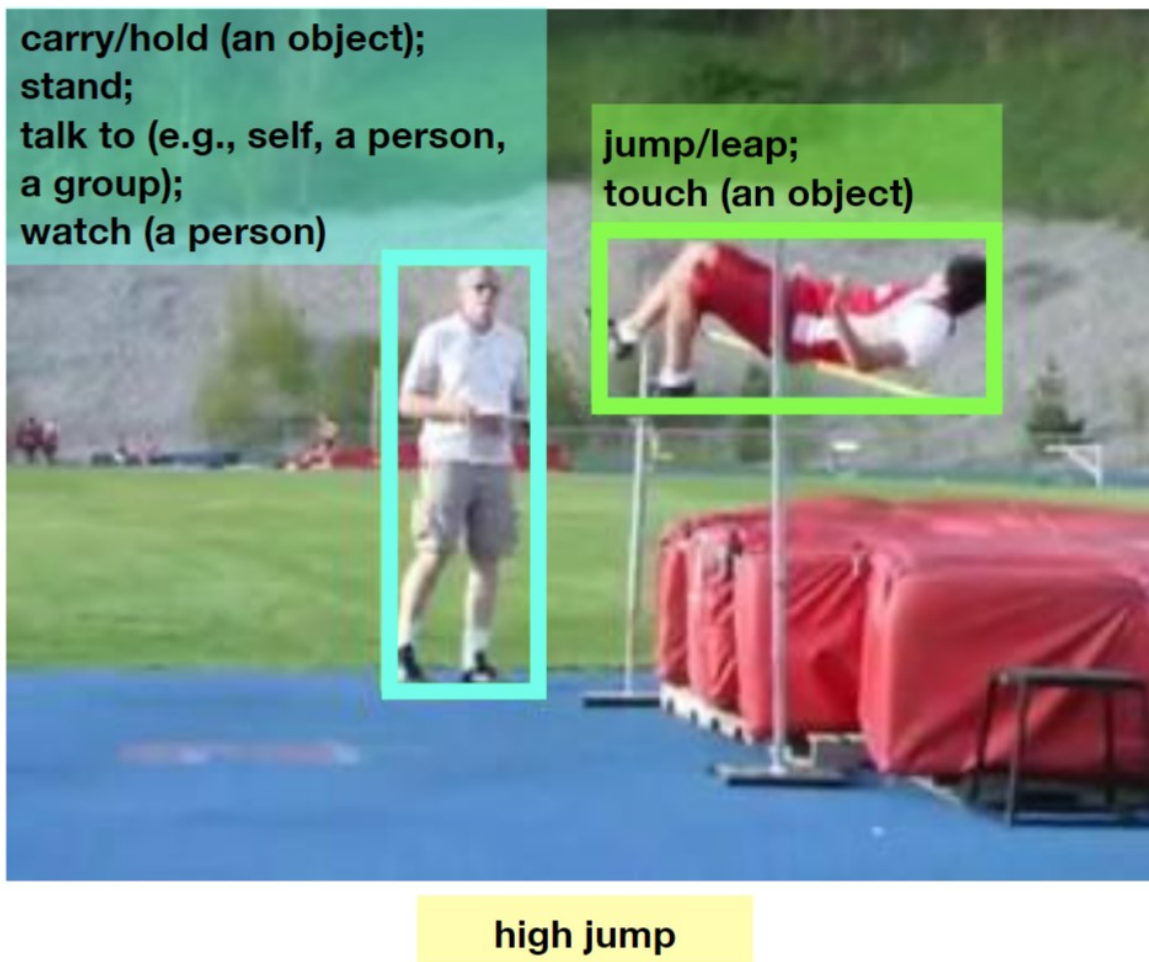 carry/hold (an object);
stand;
talk to (e.g., self, a person,
a group);
watch (a person)
jump/leap;
touch (an object)
high jump